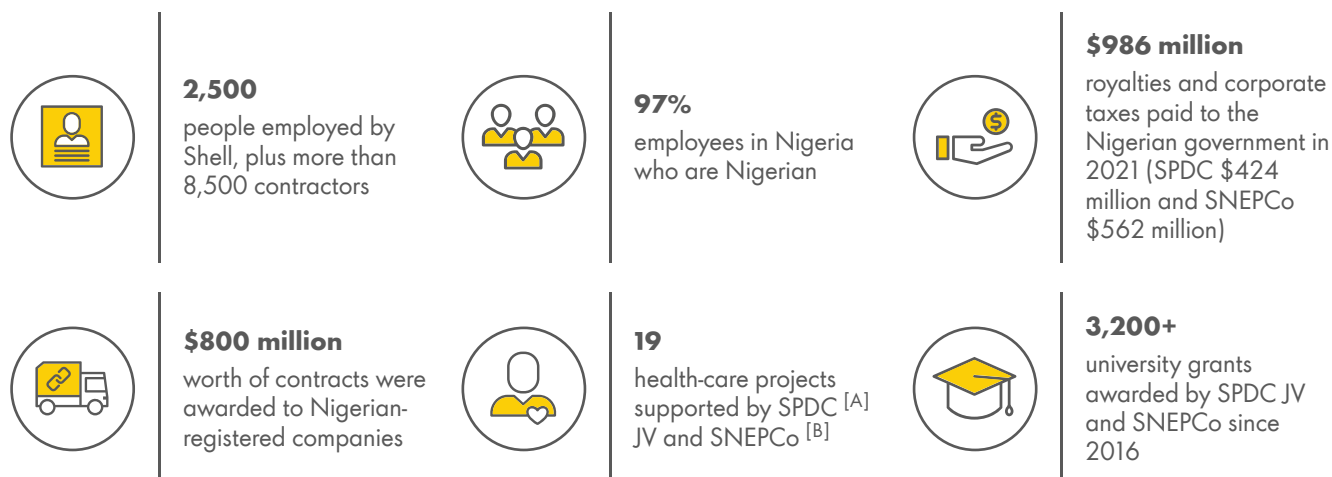 2,500
people employed by
Shell, plus more than
8,500 contractors
97%
employees in Nigeria
who are Nigerian
$986 million
royalties and corporate
taxes paid to the
Nigerian government in
2021 (SPDC $424
million and SNEPCo
$562 million)
$800 million
worth of contracts were
awarded to Nigerian-
registered companies
19
health-care projects
supported by SPDC [A]
JV and SNEPCo [B]
3,200+
university grants
awarded by SPDC JV
and SNEPCo since
2016